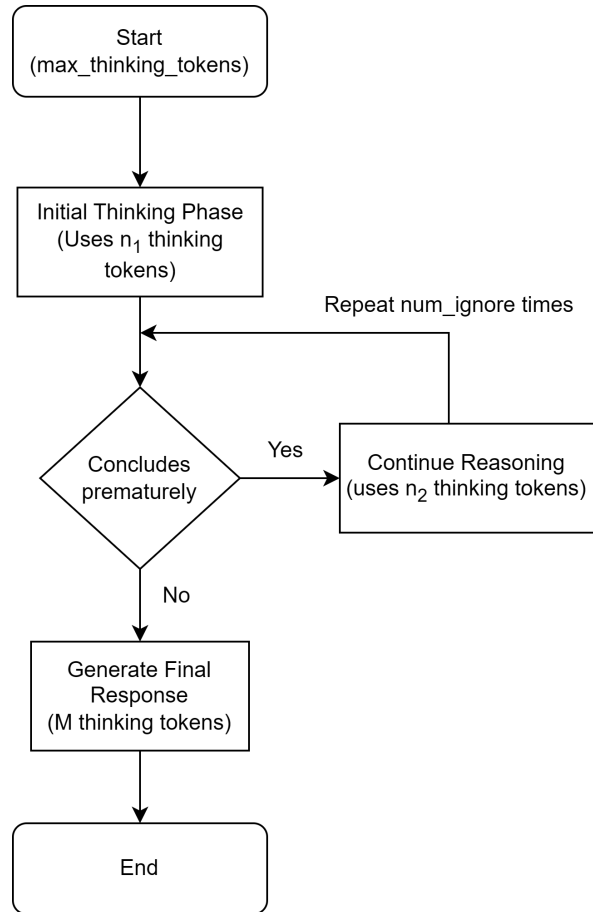 Start
(max_thinking_tokens)
Initial Thinking Phase
(Uses n₁ thinking
tokens)
Repeat num_ignore times
Concludes
prematurely
Yes
Continue Reasoning
(uses n₂ thinking tokens)
No
Generate Final
Response
(M thinking tokens)
End